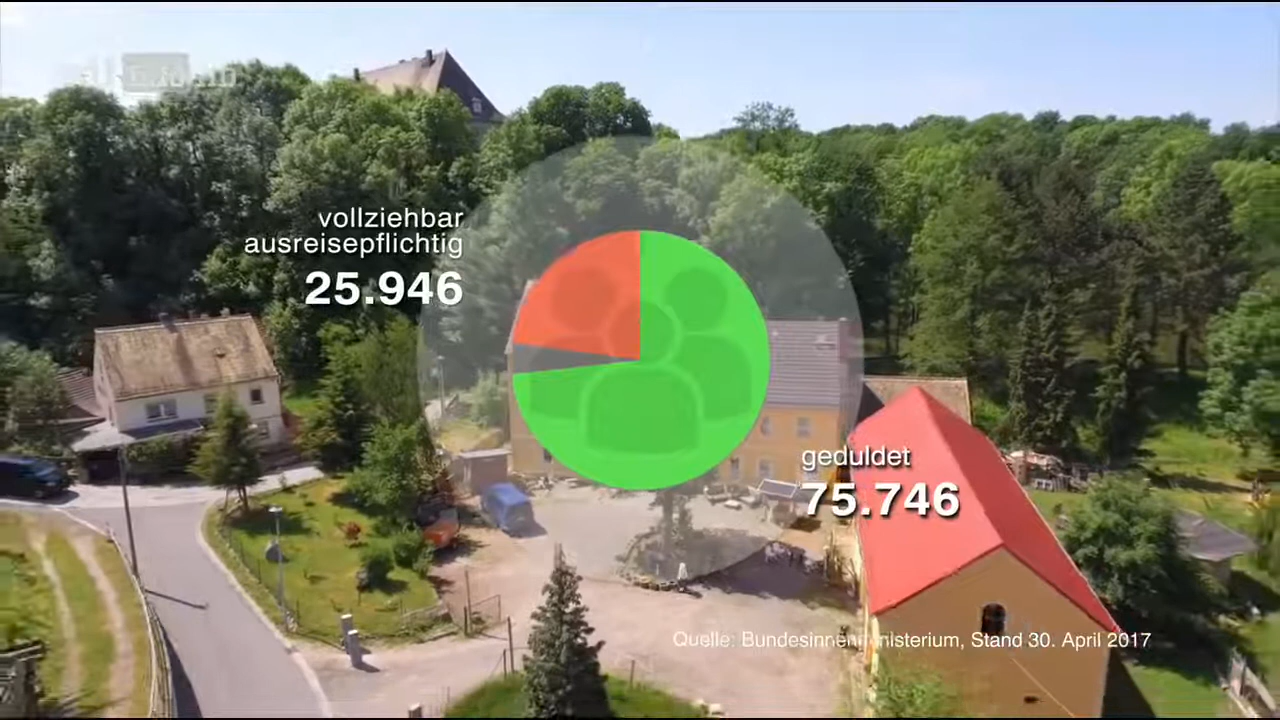 vollziehbar
ausreisepflichtig
25.946
geduldet
75.746
Quelle: Bundesinnenministerium, Stand 30. April 2017